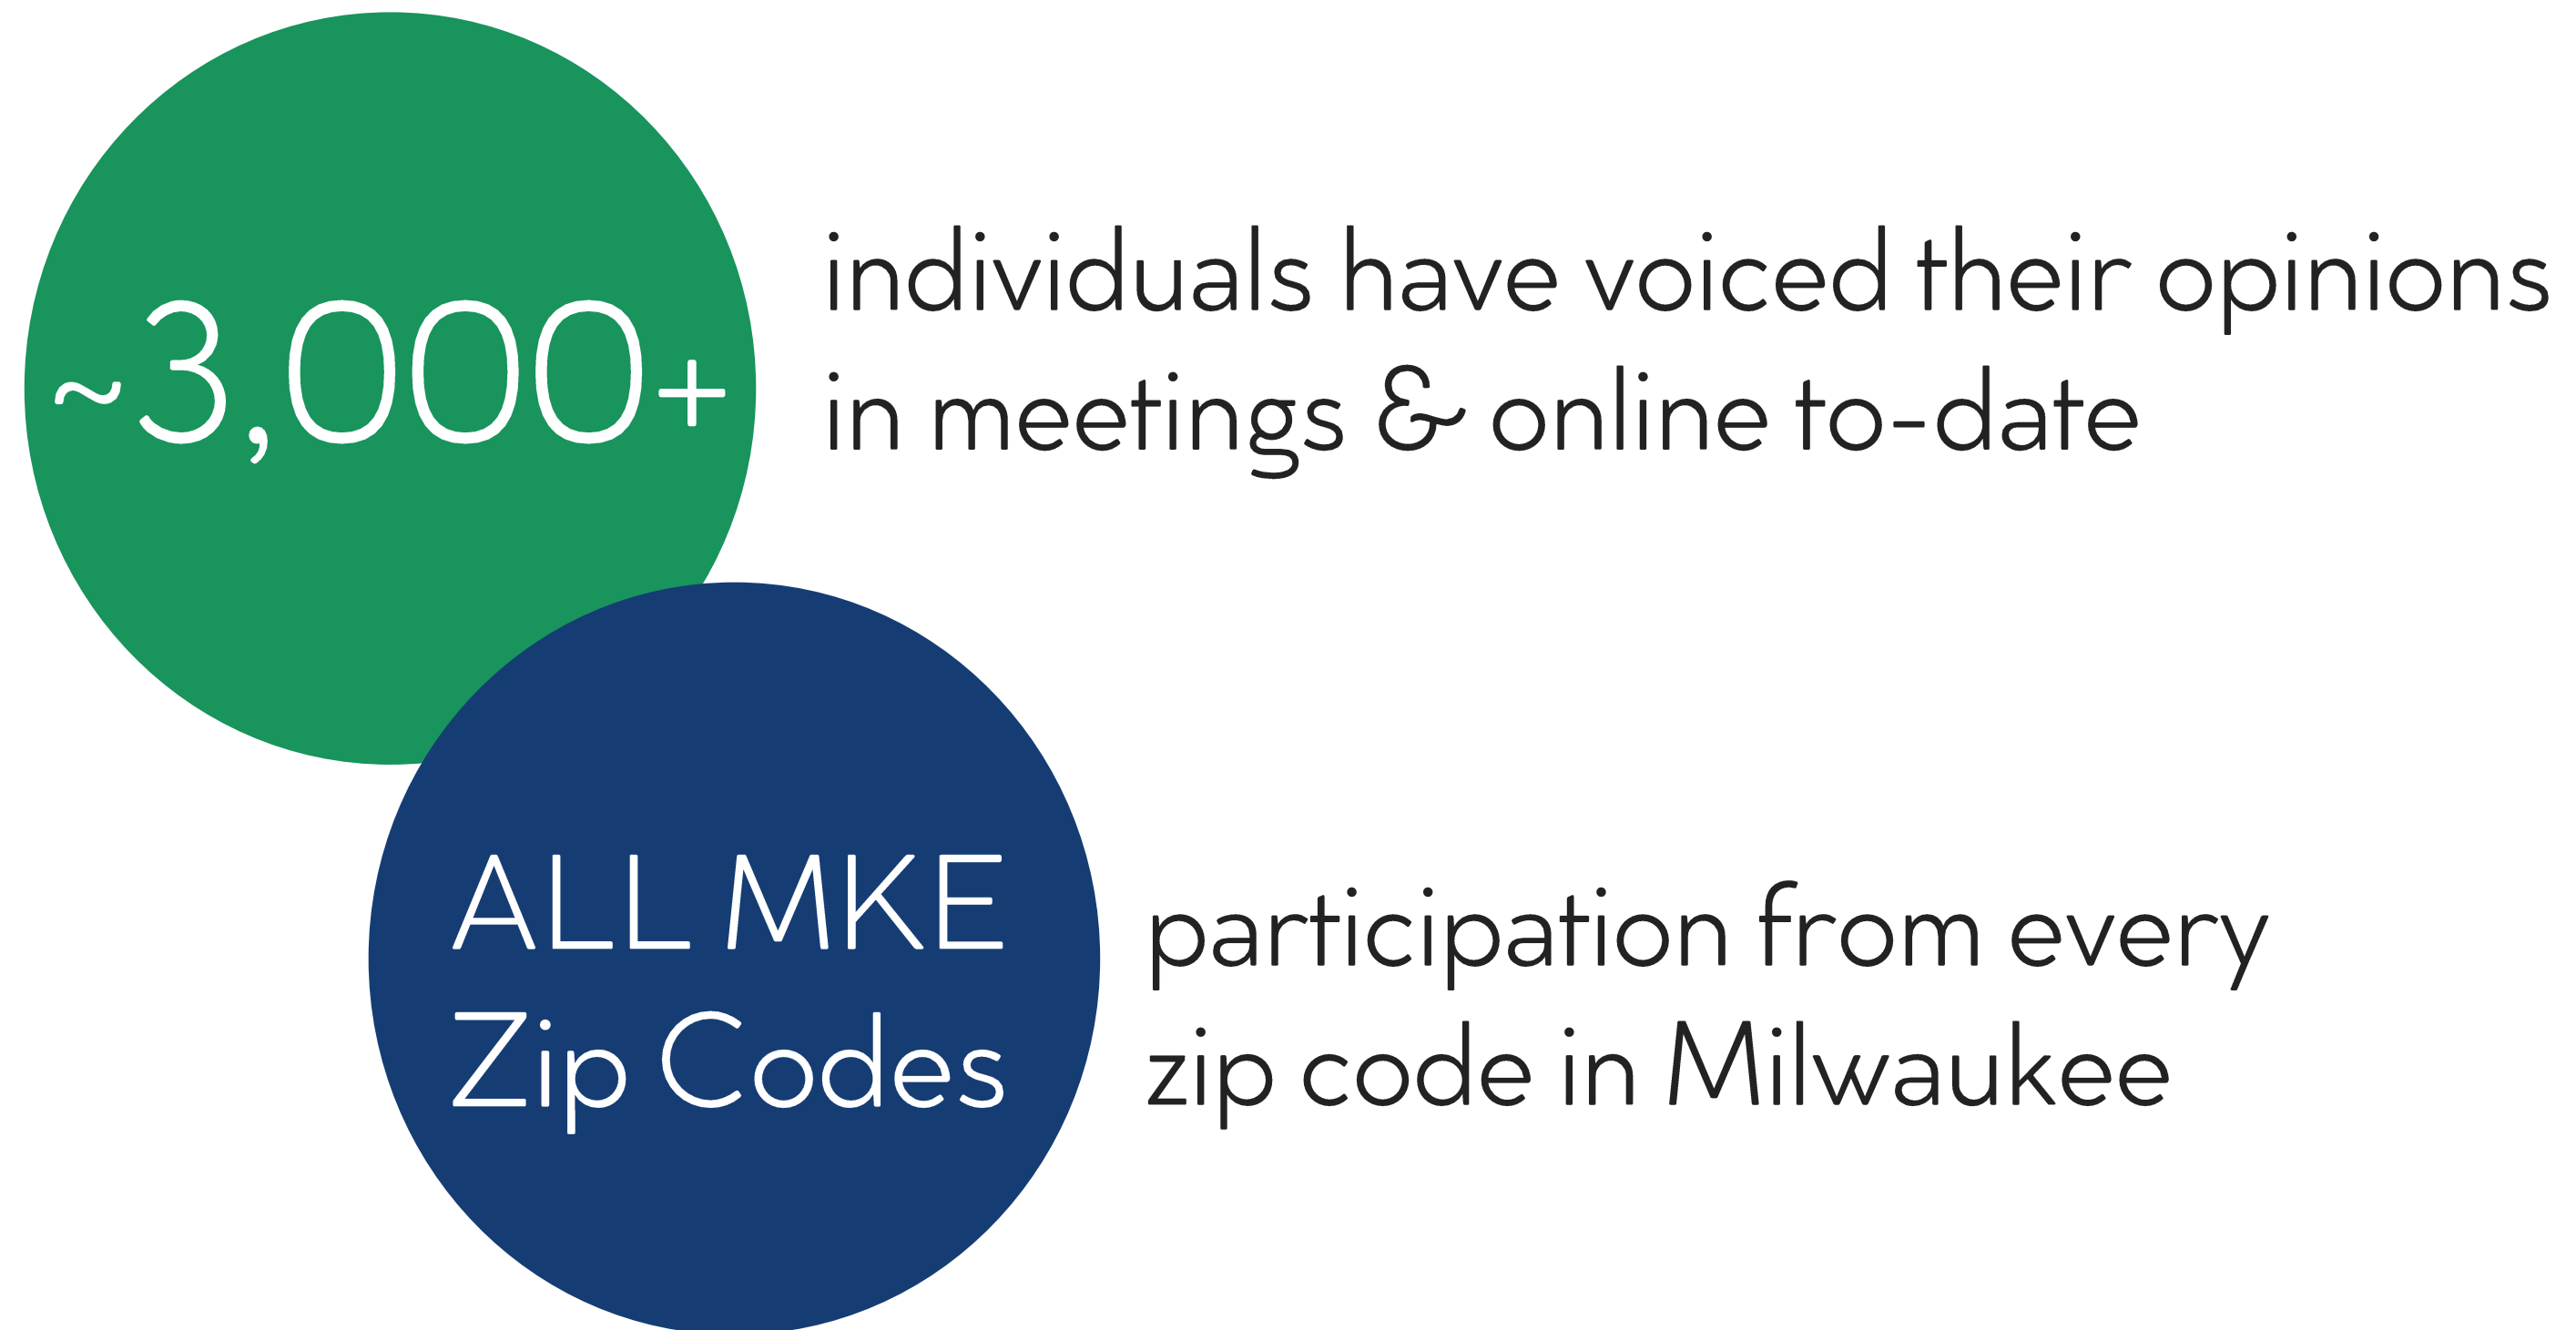 ~3,000+
individuals have voiced their opinions
in meetings & online to-date
ALL MKE
Zip Codes
participation from every
zip code in Milwaukee